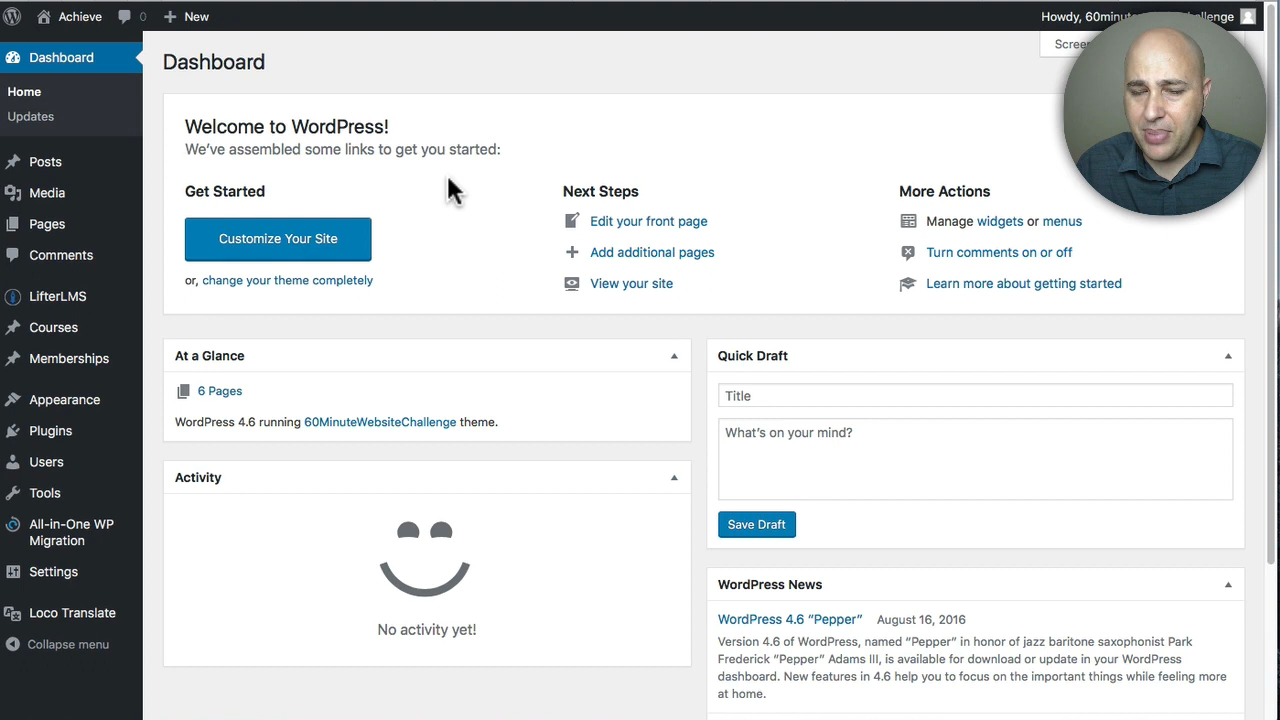 Achieve
0
New
Howdy, 60minu
hallenge
Dashboard
Home
Updates
Posts
Media
Pages
Comments
LifterLMS
Courses
Memberships
Appearance
Plugins
Users
Tools
All-in-One WP
Migration
Settings
Loco Translate
Collapse menu
Dashboard
Welcome to WordPress!
We've assembled some links to get you started:
Get Started
Customize Your Site
or, change your theme completely
Next Steps
Edit your front page
Add additional pages
View your site
More Actions
Manage widgets or menus
Turn comments on or off
Learn more about getting started
At a Glance
6 Pages
WordPress 4.6 running 60MinuteWebsiteChallenge theme.
Activity
No activity yet!
Quick Draft
Title
What's on your mind?
Save Draft
WordPress News
WordPress 4.6 “Pepper” August 16, 2016
Version 4.6 of WordPress, named “Pepper” in honor of jazz baritone saxophonist Park
Frederick “Pepper” Adams III, is available for download or update in your WordPress
dashboard. New features in 4.6 help you to focus on the important things while feeling more
at home.